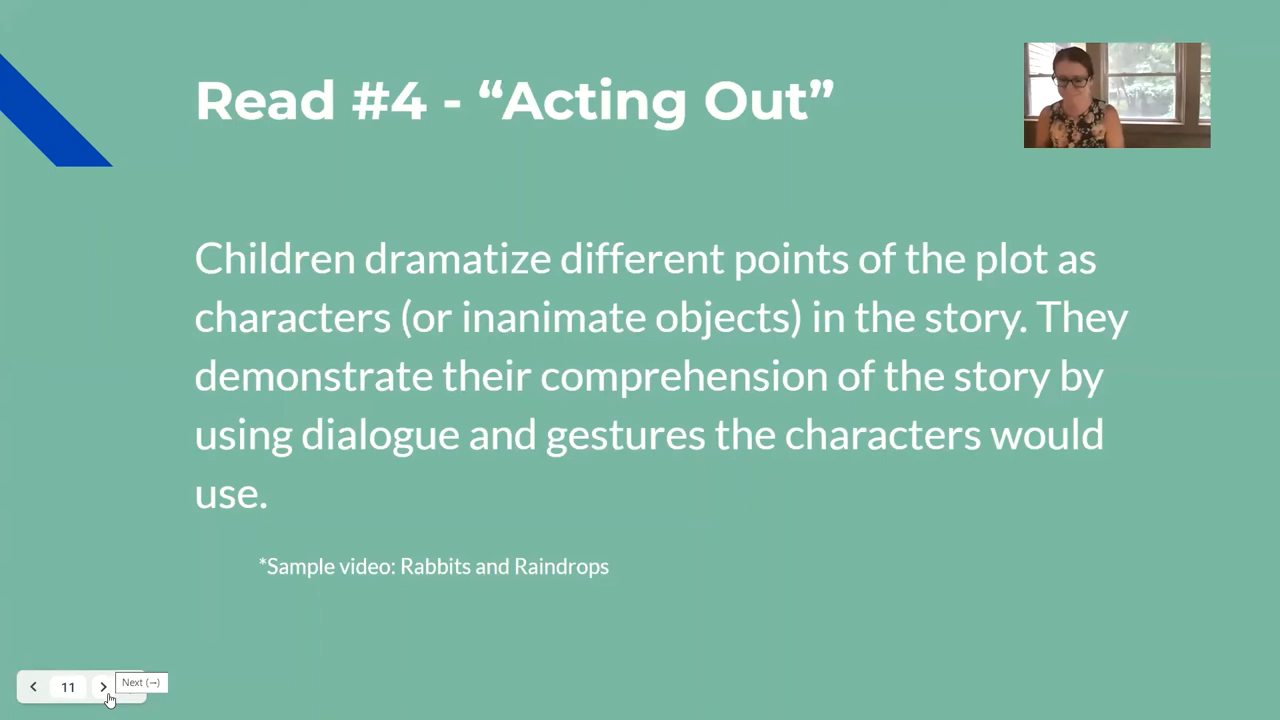 Read #4 - “Acting Out”
Children dramatize different points of the plot as
characters (or inanimate objects) in the story. They
demonstrate their comprehension of the story by
using dialogue and gestures the characters would
use.
*Sample video: Rabbits and Raindrops
11
Next (→)